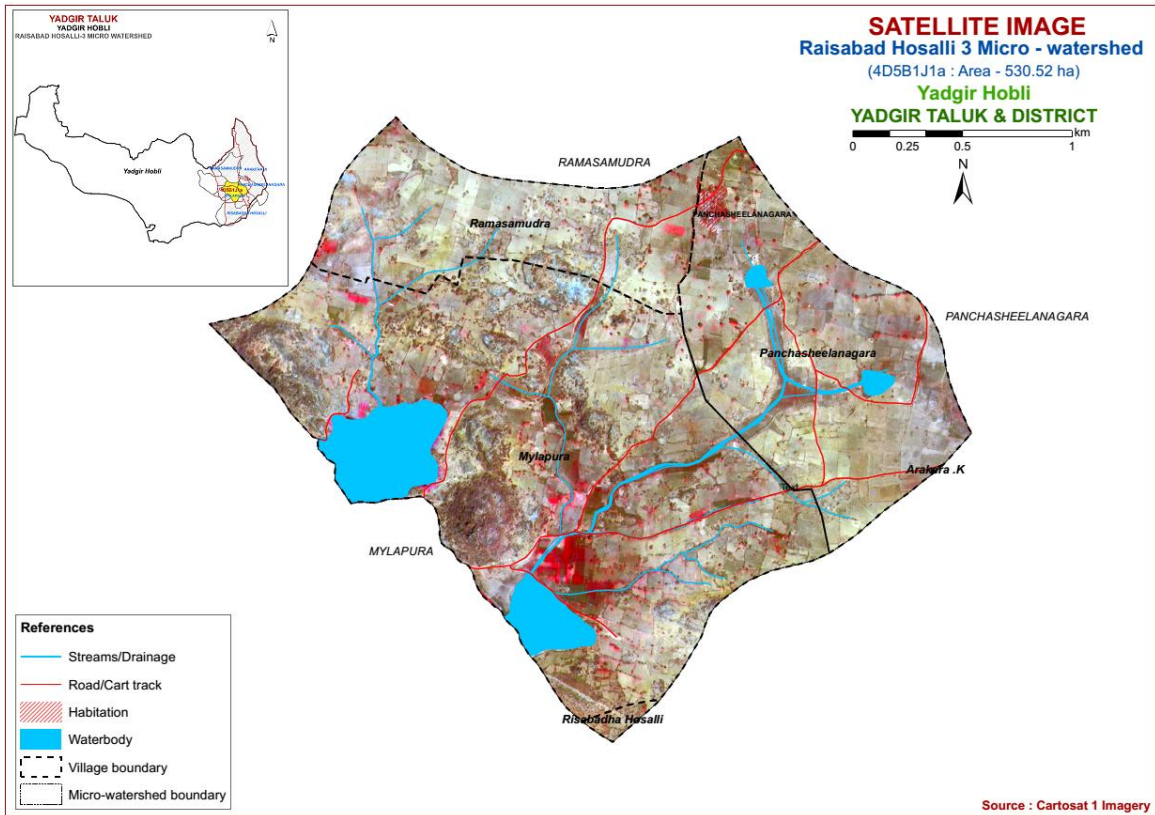 YADGIR TALUK
YADGIR HOBLI
RAISABAD HOSALLI-3 MICRO WATERSHED
N
Yadgir Hobli
SATELLITE IMAGE
Raisabad Hosalli 3 Micro - watershed
(4D5B1J1a : Area - 530.52 ha)
Yadgir Hobli
YADGIR TALUK & DISTRICT
km
0 0.25 0.5 1
N
RAMASAMUDRA
PANCHASHEELANAGARA
Ramasamudra
PANCHASHEELANAGARA
Panchasheelanagara
Mylapura
Arakera .K
MYLAPURA
Risabadha Hosalli
References
Streams/Drainage
Road/Cart track
Habitation
Waterbody
Village boundary
Micro-watershed boundary
Source : Cartosat 1 Imagery